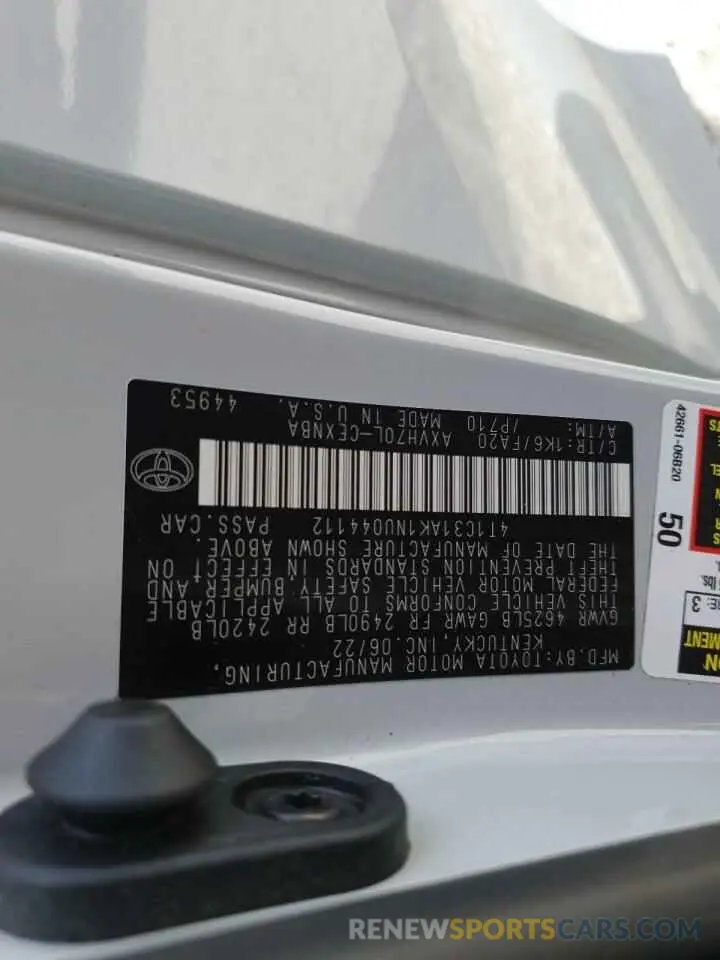 MFD. BY: TOYOTA MOTOR MANUFACTURING,
KENTUCKY, INC. 06/22
GVWR 4625LB GAWR FR 2490LB RR 2420LB
THIS VEHICLE CONFORMS TO ALL APPLICABLE
FEDERAL MOTOR VEHICLE SAFETY, BUMPER, AND
THEFT PREVENTION STANDARDS IN EFFECT ON
THE DATE OF MANUFACTURE SHOWN ABOVE.
4T1C31AK1NU044112 PASS. CAR
C/TR: 1K6/FA20 AXVH70L-CEXNBA
A/TM: /P710 MADE IN U.S.A.
44953
42661-06B20
50
lbs.
RE: 3
RENEWSPORTSCARS.COM